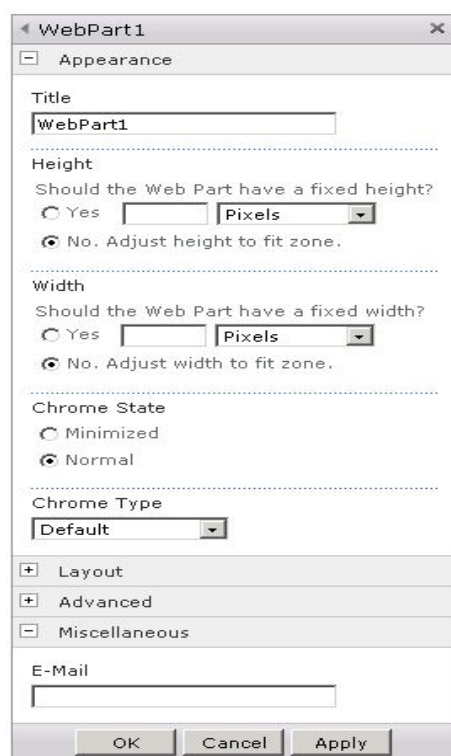 WebPart1
Appearance
Title
WebPart1
Height
Should the Web Part have a fixed height?
Yes Pixels
No. Adjust height to fit zone.
Width
Should the Web Part have a fixed width?
Yes Pixels
No. Adjust width to fit zone.
Chrome State
Minimized
Normal
Chrome Type
Default
Layout
Advanced
Miscellaneous
E-Mail
OK Cancel Apply